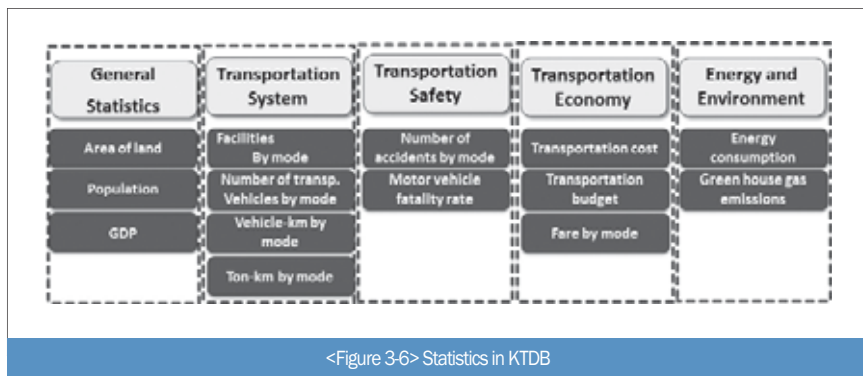 General
Statistics
Area of land
Population
GDP
Transportation
System
Facilities
By mode
Number of transp.
Vehicles by mode
Vehicle-km by
mode
Ton-km by mode
Transportation
Safety
Number of
accidents by mode
Motor vehicle
fatality rate
Transportation
Economy
Transportation cost
Transportation
budget
Fare by mode
Energy and
Environment
Energy
consumption
Green house gas
emissions
<Figure 3-6> Statistics in KTDB